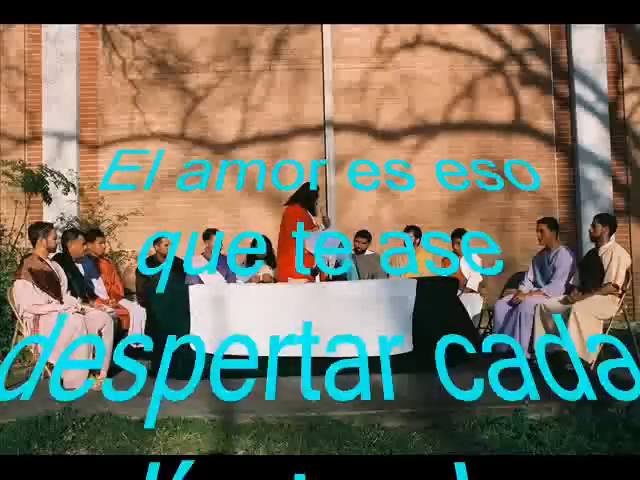 El amor es eso
que te ase
despertar cada